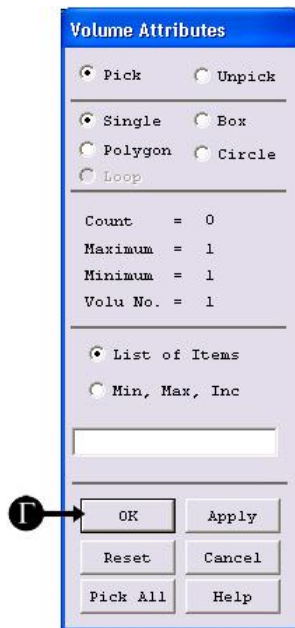 Volume Attributes
Pick Unpick
Single Box
Polygon Circle
Loop
Count = 0
Maximum = 1
Minimum = 1
Volu No. = 1
List of Items
Min, Max, Inc
Γ OK Apply
Reset Cancel
Pick All Help